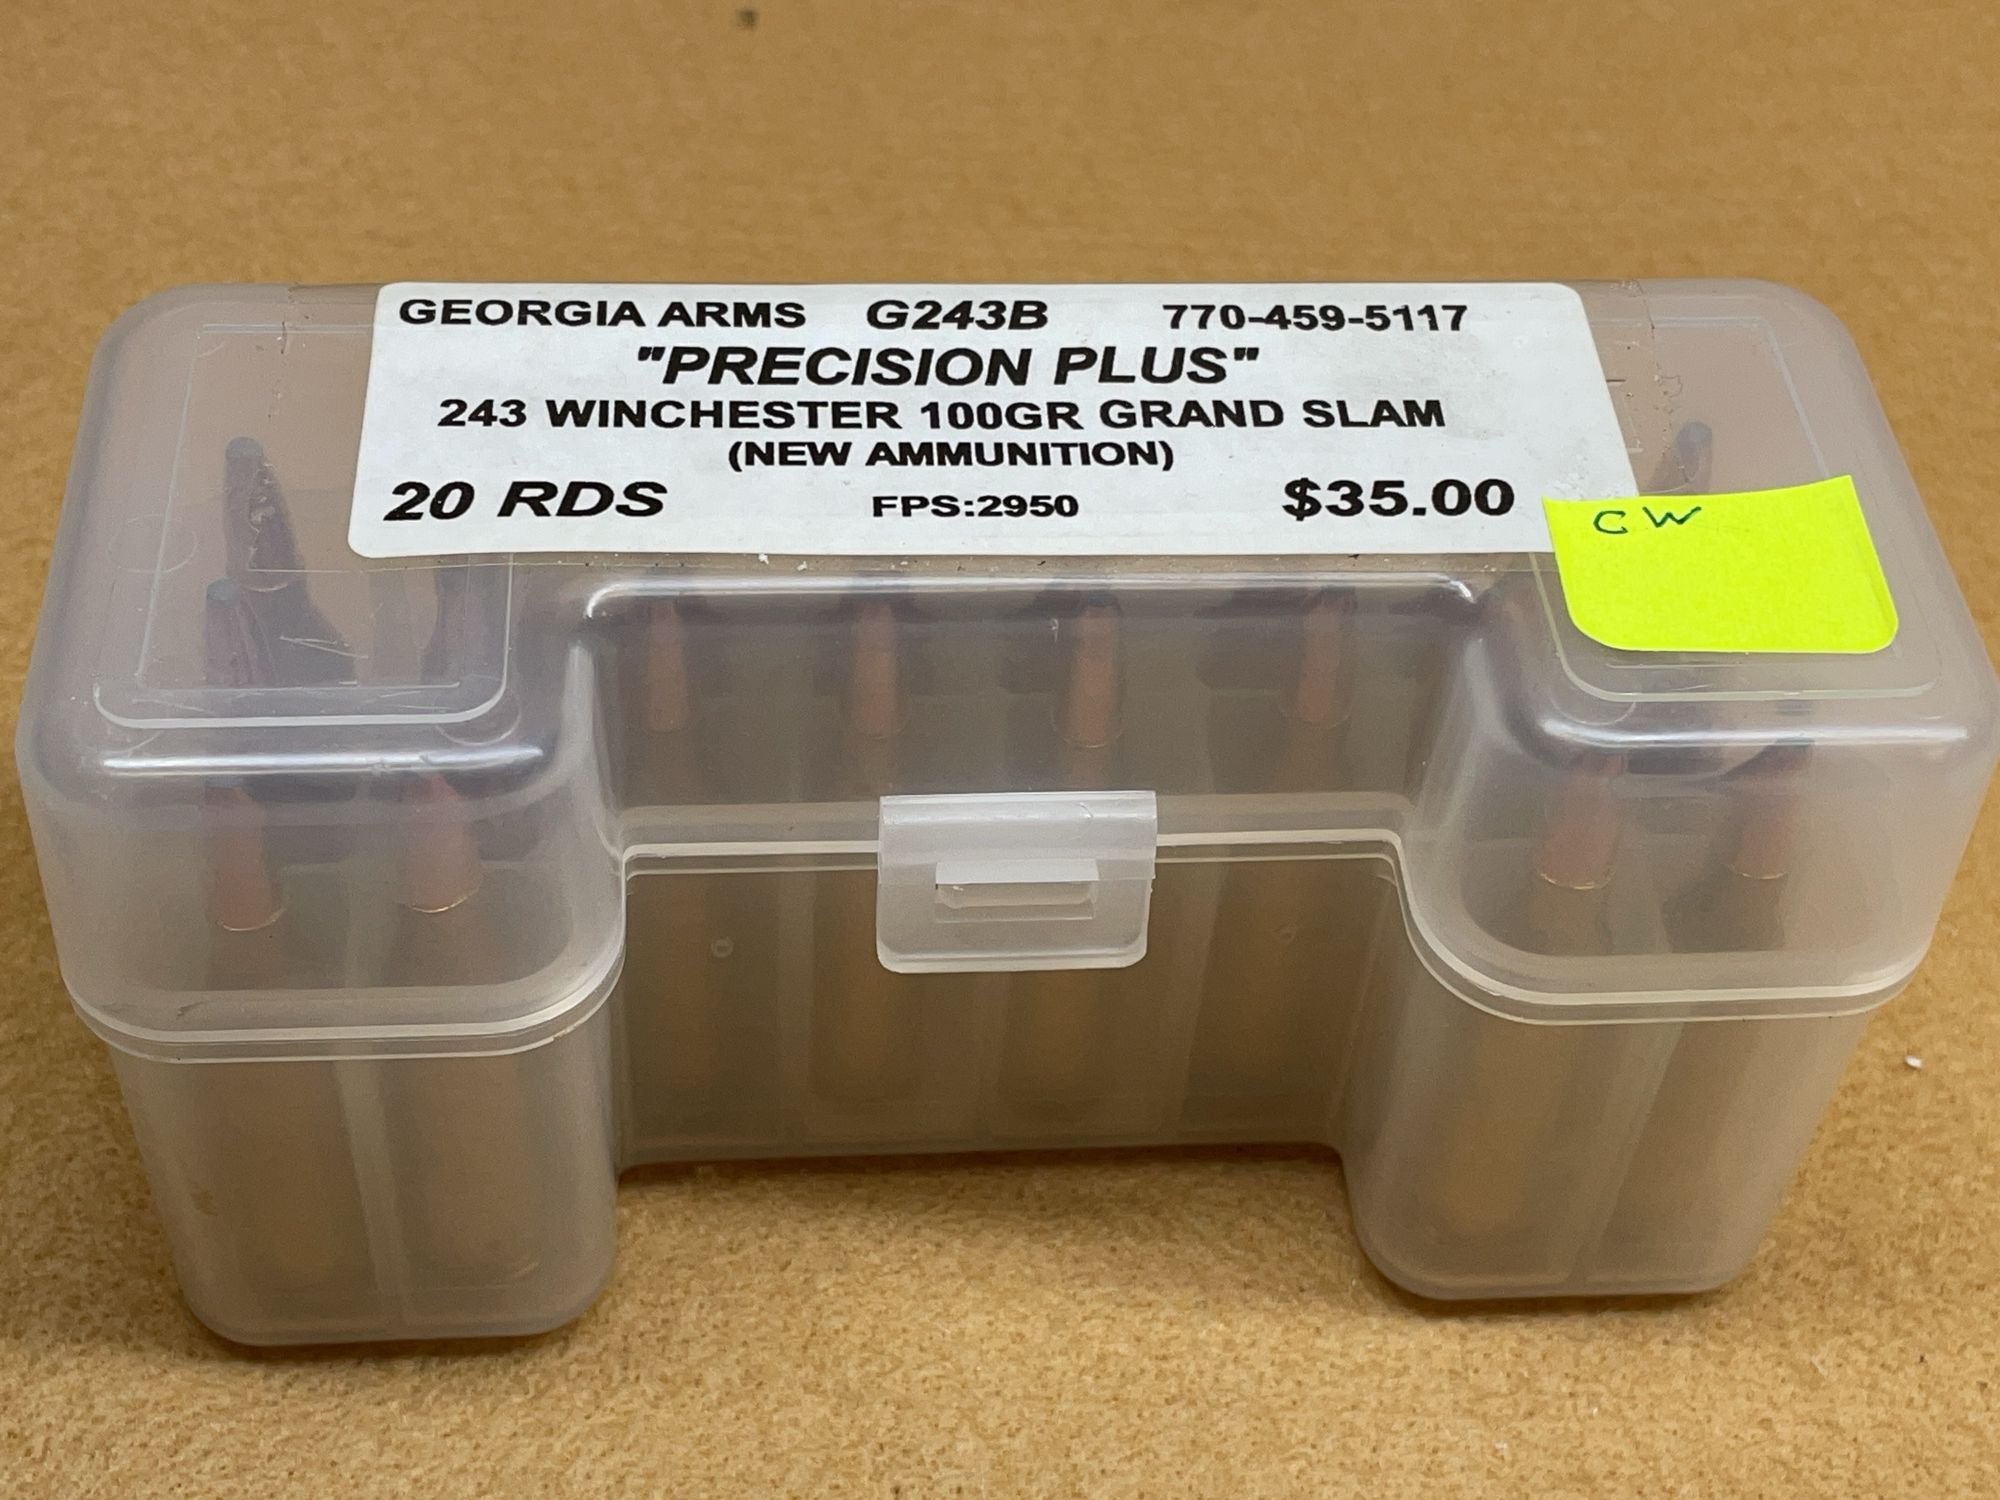 GEORGIA ARMS G243B 770-459-5117
"PRECISION PLUS"
243 WINCHESTER 100GR GRAND SLAM
(NEW AMMUNITION)
20 RDS FPS:2950 $35.00
CW